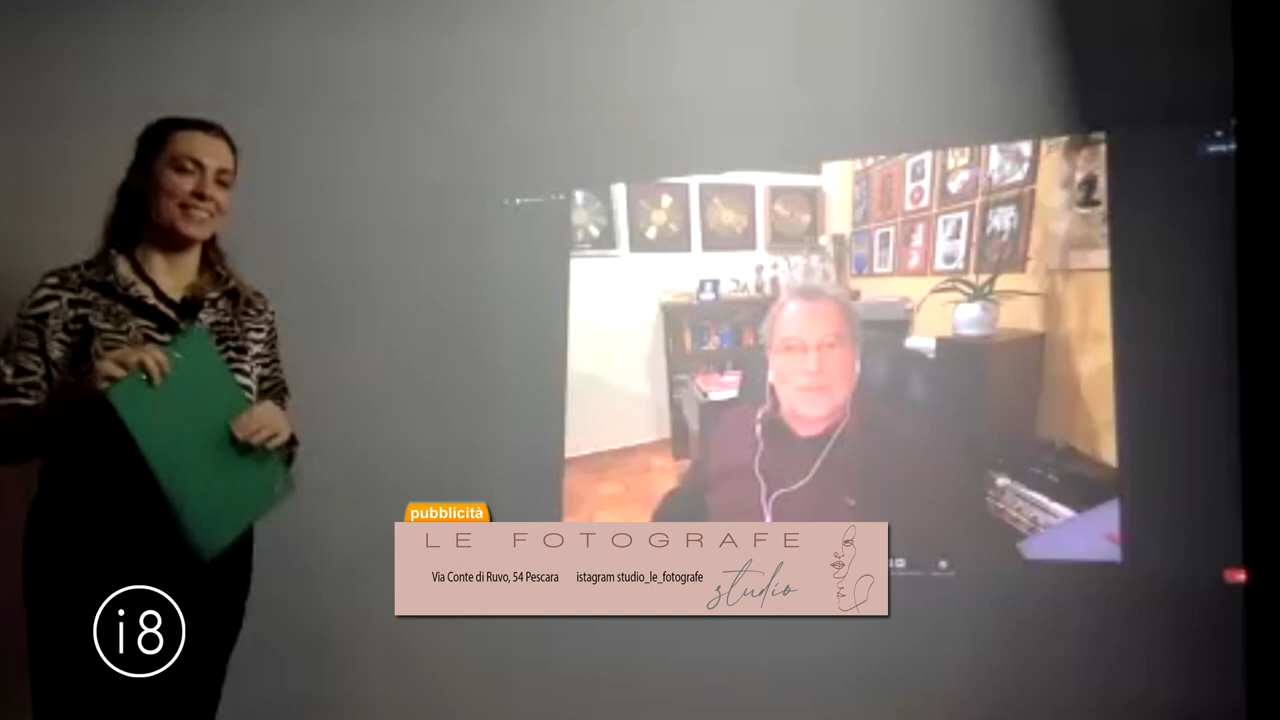 pubblicità
LE FOTOGRAFE
Via Conte di Ruvo, 54 Pescara istagram studio_le_fotografe
studio
i8